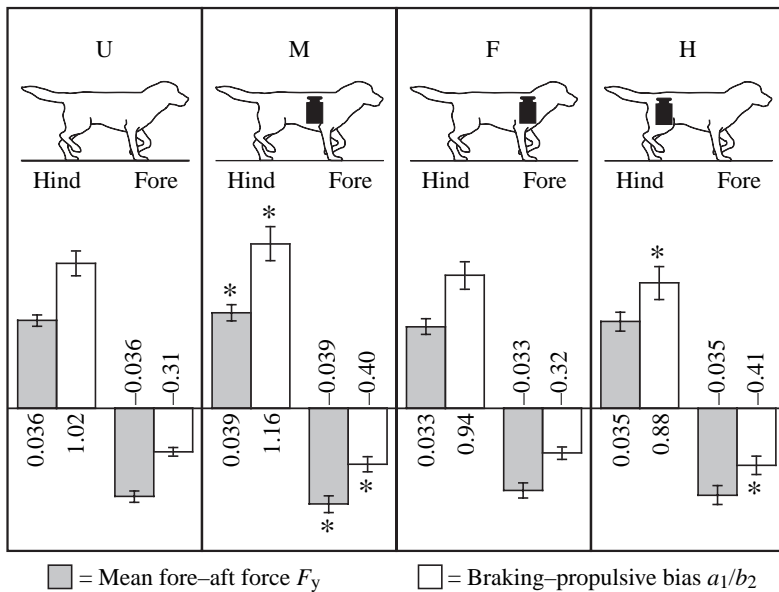 U M F H
Hind Fore Hind Fore Hind Fore Hind Fore
* * *
–0.036 –0.31 –0.039 –0.40 –0.033 –0.32 –0.035 –0.41
0.036 1.02 0.039 1.16 0.033 0.94 0.035 0.88
* * *
= Mean fore–aft force Fy = Braking–propulsive bias a1/b2